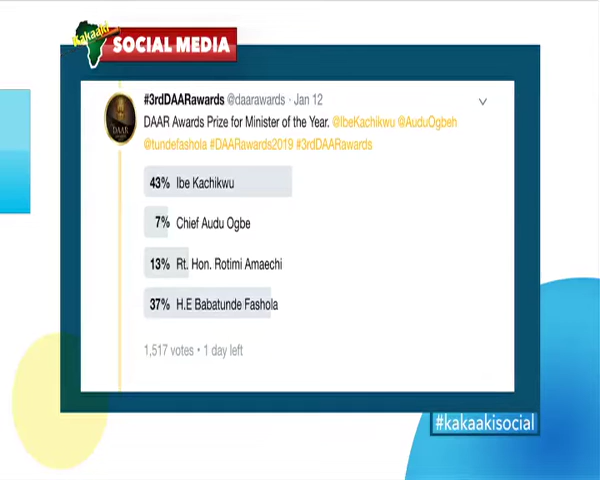 Kakaaki
SOCIAL MEDIA
#3rdDAARawards @daarawards · Jan 12
DAAR Awards Prize for Minister of the Year. @IbeKachikwu @AuduOgbeh
@tundefashola #DAARawards2019 #3rdDAARawards
43% Ibe Kachikwu
7% Chief Audu Ogbe
13% Rt. Hon. Rotimi Amaechi
37% H.E Babatunde Fashola
1,517 votes • 1 day left
DAAR
#kakaakisocial